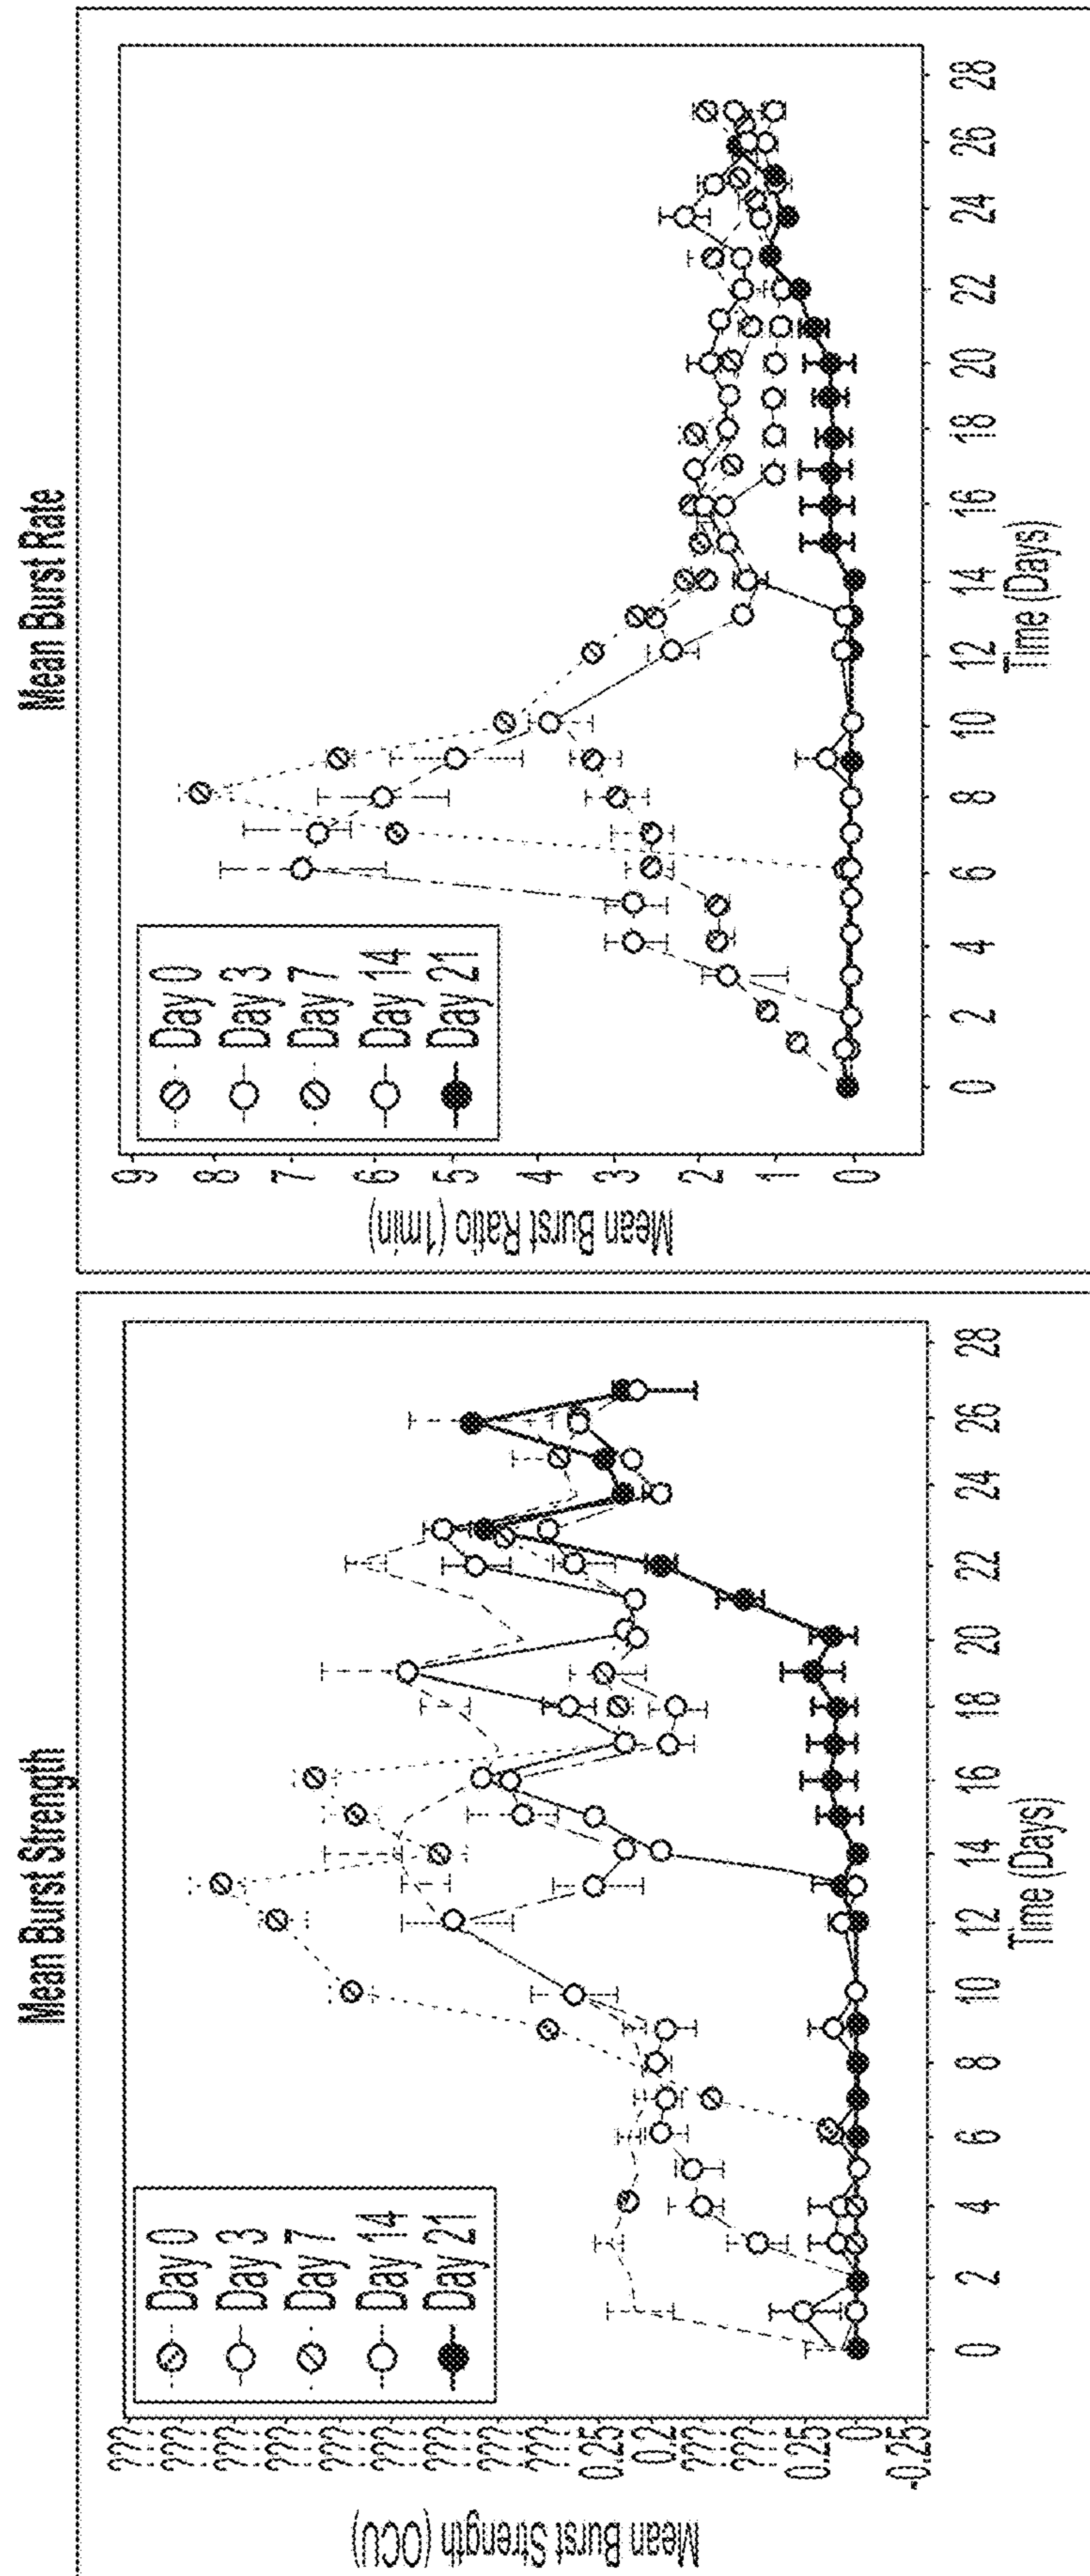 Mean Burst Strength
Mean Burst Strength (OCU)
???
???
???
???
???
???
???
???
???
0.25
0.2
???
???
0.25
0
-0.25
Day 0
Day 3
Day 7
Day 14
Day 21
0 2 4 6 8 10 12 14 16 18 20 22 24 26 28
Time (Days)
Mean Burst Rate
Mean Burst Ratio (1min)
9
8
7
6
5
4
3
2
1
0
Day 0
Day 3
Day 7
Day 14
Day 21
0 2 4 6 8 10 12 14 16 18 20 22 24 26 28
Time (Days)